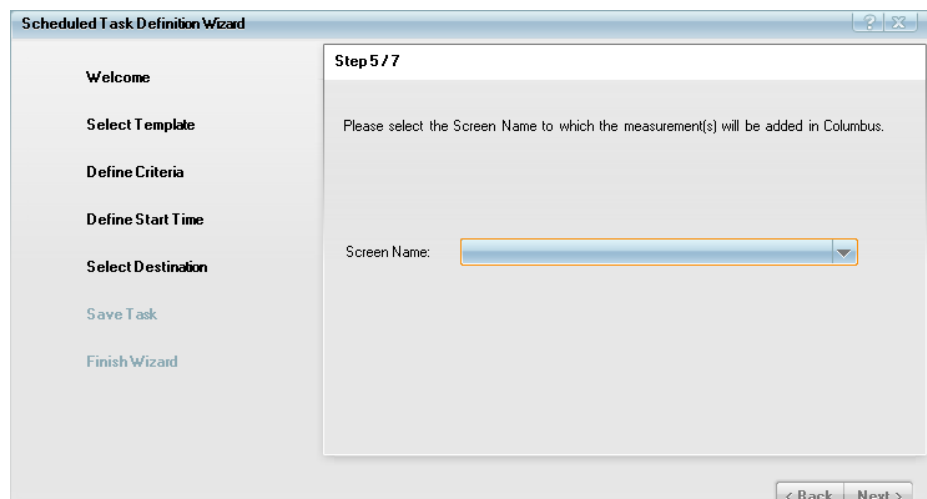 Scheduled Task Definition Wizard
Welcome
Select Template
Define Criteria
Define Start Time
Select Destination
Save Task
Finish Wizard
Step 5 / 7
Please select the Screen Name to which the measurement(s) will be added in Columbus.
Screen Name:
< Back Next >